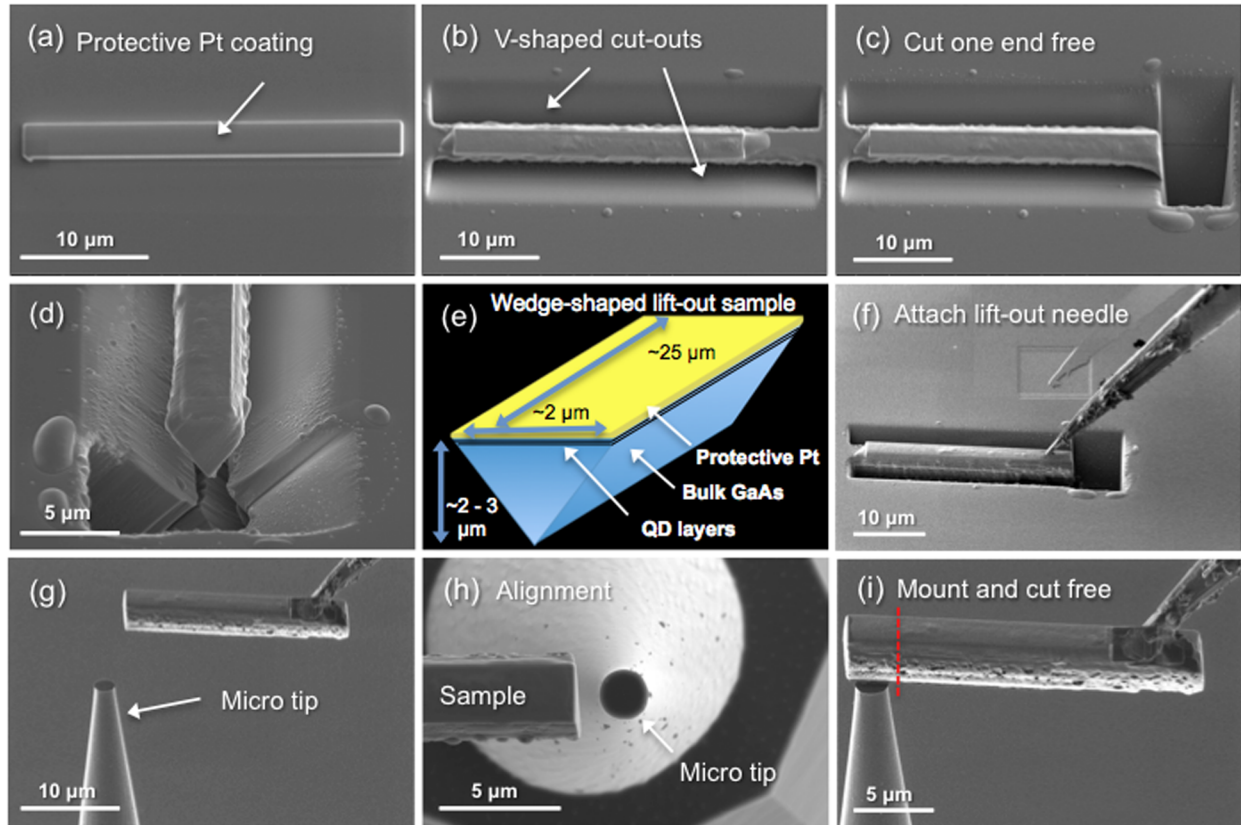 (a) Protective Pt coating
10 µm
(b) V-shaped cut-outs
10 µm
(c) Cut one end free
10 µm
(d)
5 µm
(e)
Wedge-shaped lift-out sample
~25 µm
~2 µm
~2 - 3
µm
Protective Pt
Bulk GaAs
QD layers
(f) Attach lift-out needle
10 µm
(g)
Micro tip
10 µm
(h) Alignment
Sample
Micro tip
5 µm
(i) Mount and cut free
5 µm